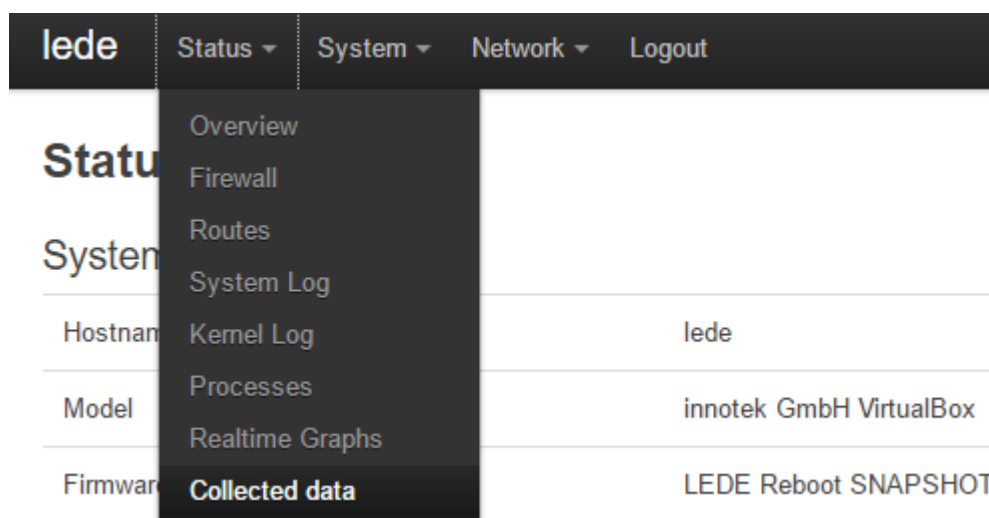 lede Status System Network Logout
Overview
Statu
Firewall
Routes
System
System Log
Hostnam Kernel Log lede
Processes
Model innotek GmbH VirtualBox
Realtime Graphs
Firmwar Collected data LEDE Reboot SNAPSHOT